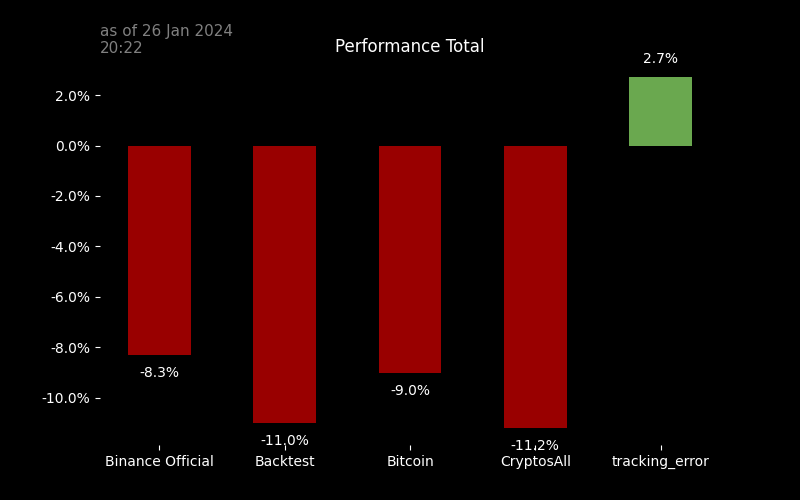 as of 26 Jan 2024
20:22
Performance Total
2.7%
2.0%
0.0%
-2.0%
-4.0%
-6.0%
-8.0%
-10.0%
-8.3%
-11.0%
-9.0%
-11.2%
Binance Official
Backtest
Bitcoin
CryptosAll
tracking_error